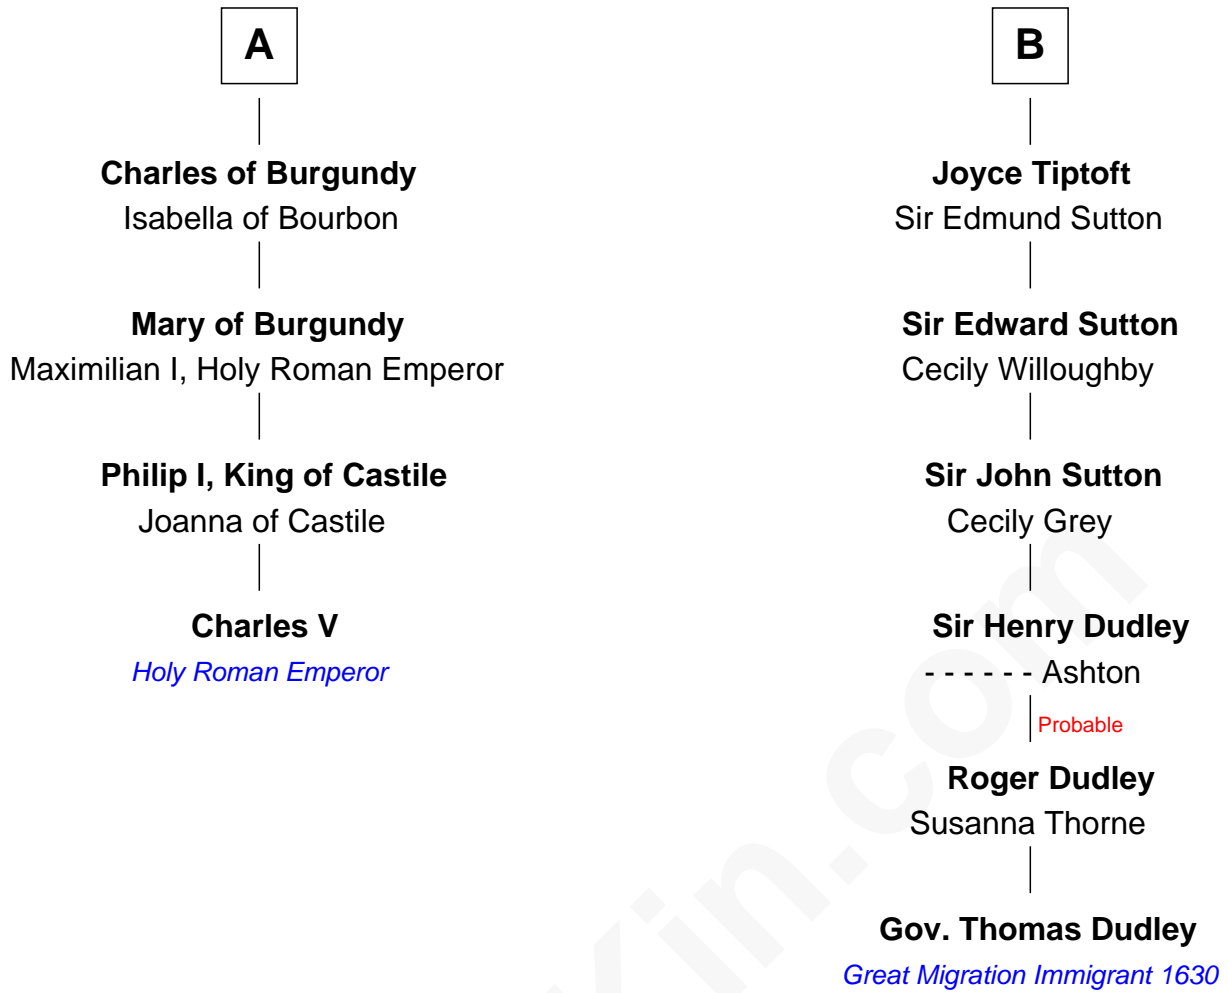 A
Charles of Burgundy
Isabella of Bourbon
Mary of Burgundy
Maximilian I, Holy Roman Emperor
Philip I, King of Castile
Joanna of Castile
Charles V
Holy Roman Emperor
B
Joyce Tiptoft
Sir Edmund Sutton
Sir Edward Sutton
Cecily Willoughby
Sir John Sutton
Cecily Grey
Sir Henry Dudley
- - - - - - Ashton
Probable
Roger Dudley
Susanna Thorne
Gov. Thomas Dudley
Great Migration Immigrant 1630
Kin.com